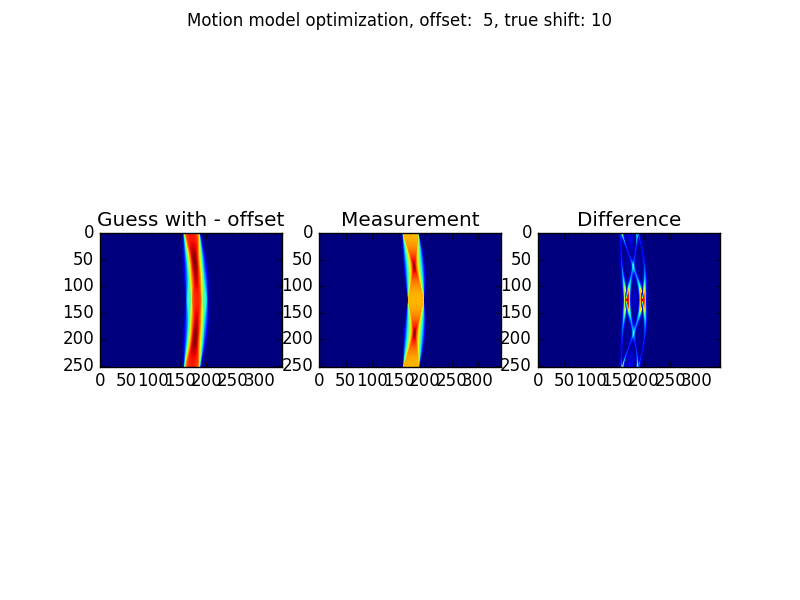 Motion model optimization, offset:  5, true shift: 10
Guess with - offset Measurement Difference
0 0 0
50 50 50
100 100 100
150 150 150
200 200 200
250 250 250
0 50 100 150 200 250 300 0 50 100 150 200 250 300 0 50 100 150 200 250 300